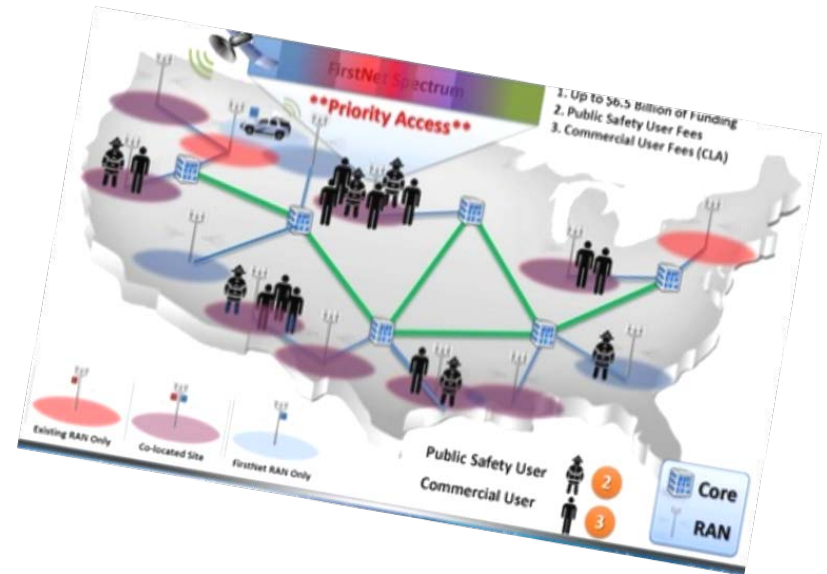 FirstNet Spectrum
**Priority Access**
1. Up to $6.5 Billion of Funding
2. Public Safety User Fees
3. Commercial User Fees (CLA)
Existing RAN Only
Co-located Site
FirstNet RAN Only
Public Safety User
2
Commercial User
3
Core
RAN